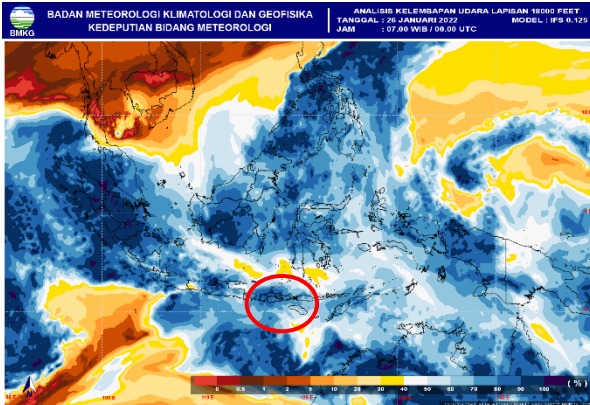 BADAN METEOROLOGI KLIMATOLOGI DAN GEOFISIKA
KEDEPUTIAN BIDANG METEOROLOGI
BMKG
ANALISIS KELEMBAPAN UDARA LAPISAN 18000 FEET
TANGGAL : 26 JANUARI 2022 MODEL : IFS 0.125
JAM : 07.00 WIB / 00.00 UTC
( % )
0 0.5 1 2 5 10 20 30 40 50 60 70 80 90 100